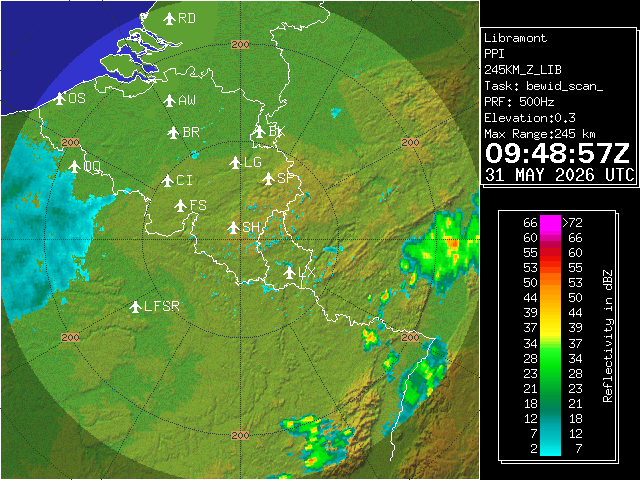 RD
200
OS
AW
BR
BK
200
200
LG
QQ
CI
SP
FS
SH
LX
LFSR
200
200
200
Libramont
PPI
245KM_Z_LIB
Task: bewid_scan_
PRF: 500Hz
Elevation:0.3
Max Range:245 km
09:48:57Z
31 MAY 2026 UTC
66 >72
60 66
55 60
53 55
50 53
44 50
39 44
37 39
34 37
28 34
23 28
21 23
18 21
12 18
7 12
2 7
Reflectivity in dBZ